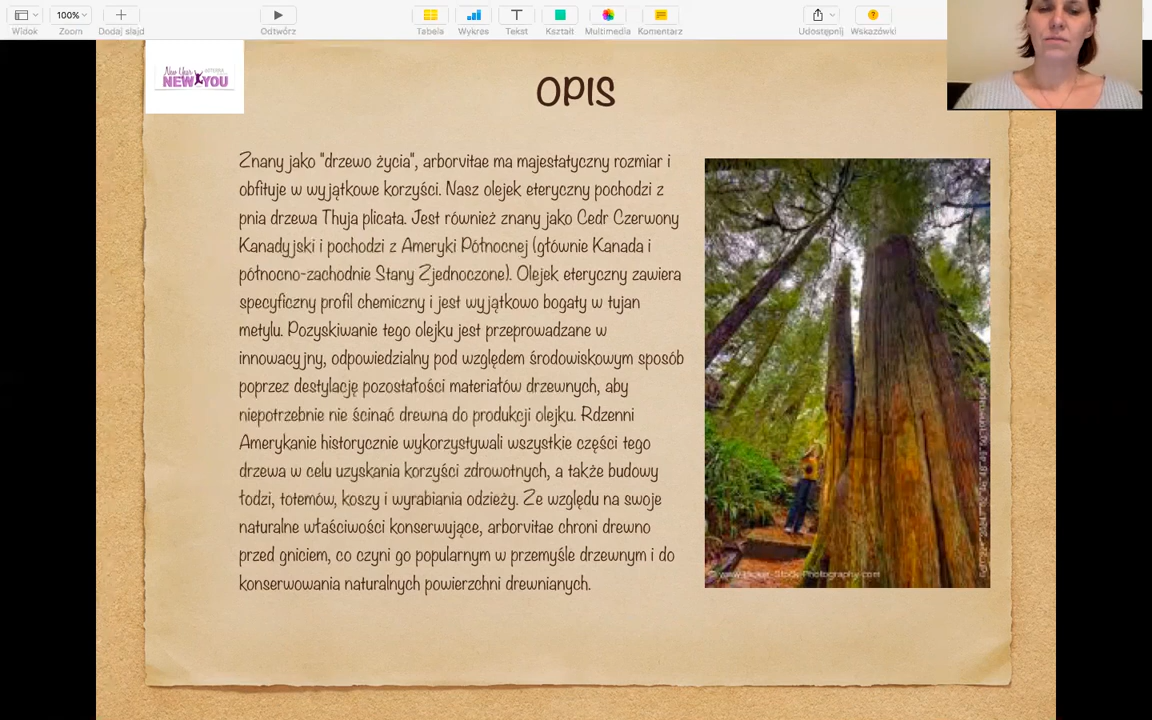 100%
Widok
Zoom
Dodaj slajd
Odtwórz
Tabela
Wykres
Tekst
Kształt
Multimedia
Komentarz
Udostępnij
Wskazówki
New Year
NEW YOU
OPIS
Znany jako "drzewo życia", arborvitae ma majestatyczny rozmiar i
obfituje w wyjątkowe korzyści. Nasz olejek eteryczny pochodzi z
pnia drzewa Thuja plicata. Jest również znany jako Cedr Czerwony
Kanadyjski i pochodzi z Ameryki Północnej (głównie Kanada i
północno-zachodnie Stany Zjednoczone). Olejek eteryczny zawiera
specyficzny profil chemiczny i jest wyjątkowo bogaty w tujan
metylu. Pozyskiwanie tego olejku jest przeprowadzane w
innowacyjny, odpowiedzialny pod względem środowiskowym sposób
poprzez destylację pozostałości materiałów drzewnych, aby
niepotrzebnie nie ścinać drewna do produkcji olejku. Rdzenni
Amerykanie historycznie wykorzystywali wszystkie części tego
drzewa w celu uzyskania korzyści zdrowotnych, a także budowy
łodzi, totemów, koszy i wyrabiania odzieży. Ze względu na swoje
naturalne właściwości konserwujące, arborvitae chroni drewno
przed gniciem, co czyni go popularnym w przemyśle drzewnym i do
konserwowania naturalnych powierzchni drewnianych.